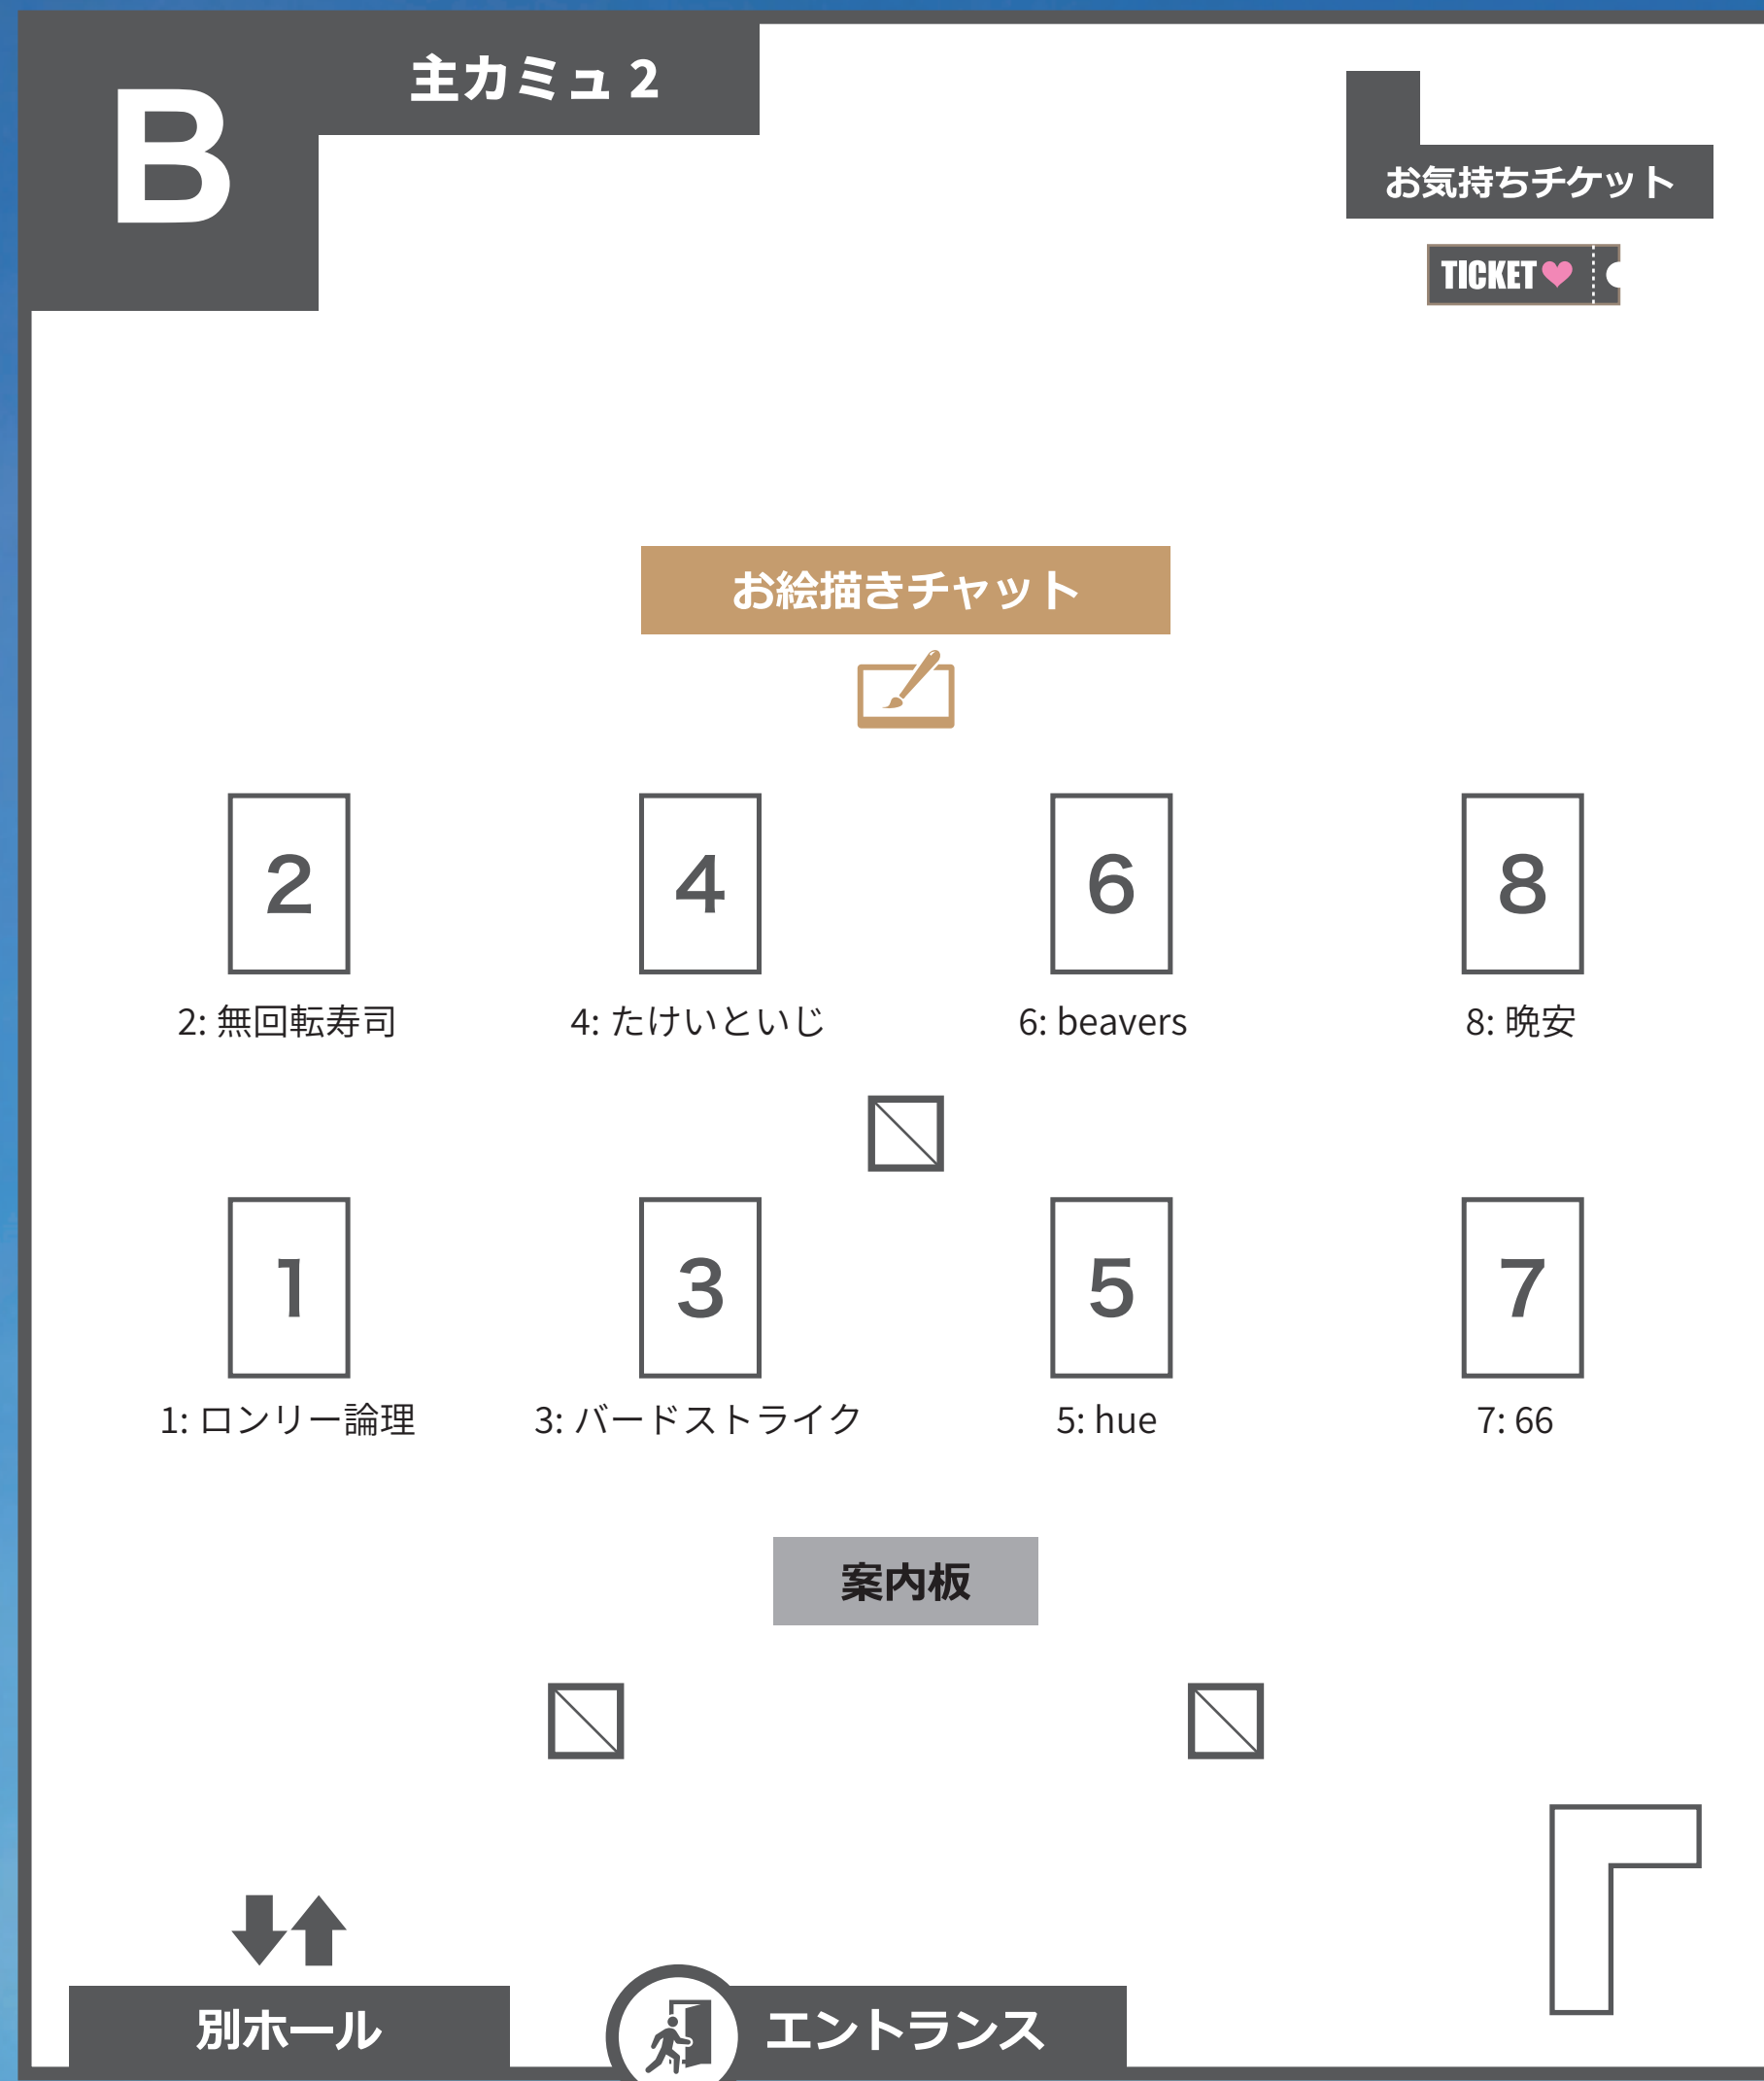 B
主カミュ 2
お気持ちチケット
TICKET
お絵描きチャット
2
4
6
8
2: 無回転寿司
4: たけいといじ
6: beavers
8: 晩安
1
3
5
7
1: ロンリー論理
3: バードストライク
5: hue
7: 66
案内板
別ホール
エントランス